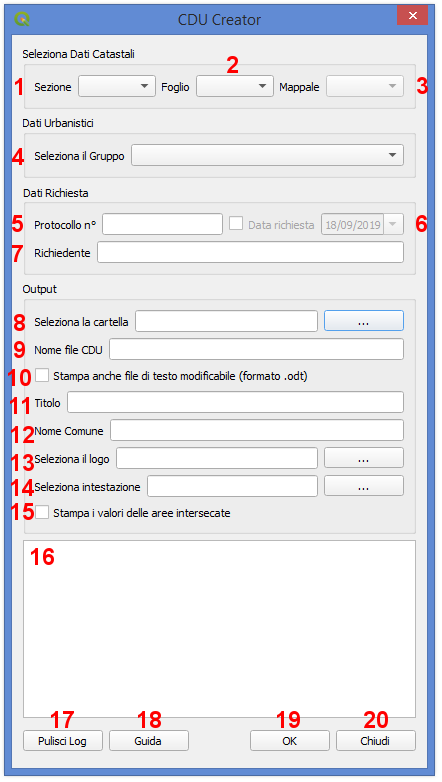 CDU Creator
Seleziona Dati Catastali
1 Sezione 2 Foglio Mappale 3
Dati Urbanistici
4 Seleziona il Gruppo
Dati Richiesta
5 Protocollo n° Data richiesta 18/09/2019 6
7 Richiedente
Output
8 Seleziona la cartella ...
9 Nome file CDU
10 Stampa anche file di testo modificabile (formato .odt)
11 Titolo
12 Nome Comune
13 Seleziona il logo ...
14 Seleziona intestazione ...
15 Stampa i valori delle aree intersecate
16
17 18 19 20
Pulisci Log Guida OK Chiudi